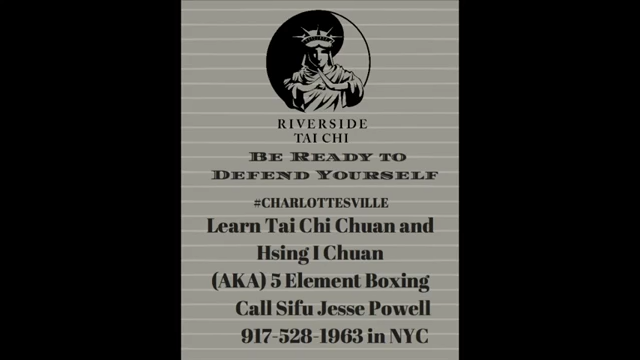 RIVERSIDE
TAI CHI
BE READY TO
DEFEND YOURSELF
#CHARLOTTESVILLE
Learn Tai Chi Chuan and
Hsing I Chuan
(AKA) 5 Element Boxing
Call Sifu Jesse Powell
917-528-1963 in NYC